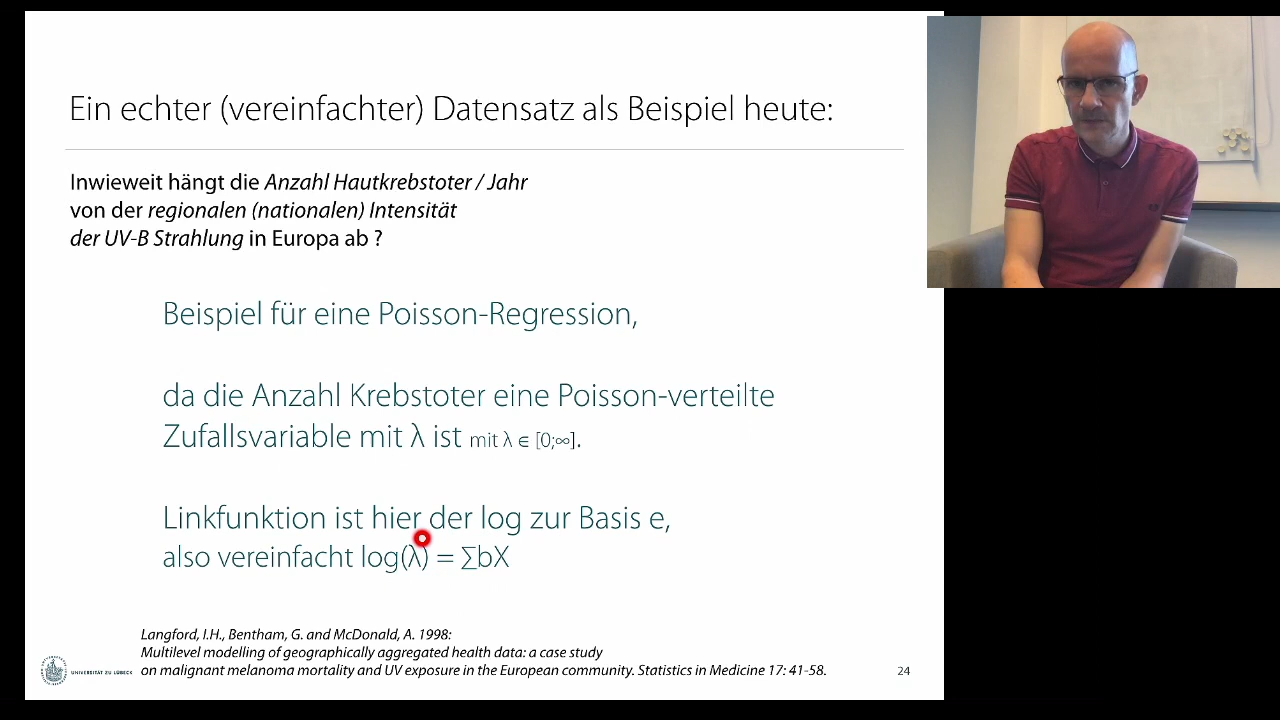 Ein echter (vereinfachter) Datensatz als Beispiel heute:
Inwieweit hängt die Anzahl Hautkrebstoter / Jahr
von der regionalen (nationalen) Intensität
der UV-B Strahlung in Europa ab ?
Beispiel für eine Poisson-Regression,
da die Anzahl Krebstoter eine Poisson-verteilte
Zufallsvariable mit λ ist mit λ ∈ [0;∞].
Linkfunktion ist hier der log zur Basis e,
also vereinfacht log(λ) = ∑bX
Langford, I.H., Bentham, G. and McDonald, A. 1998:
Multilevel modelling of geographically aggregated health data: a case study
on malignant melanoma mortality and UV exposure in the European community. Statistics in Medicine 17: 41-58.
UNIVERSITÄT ZU LÜBECK
24